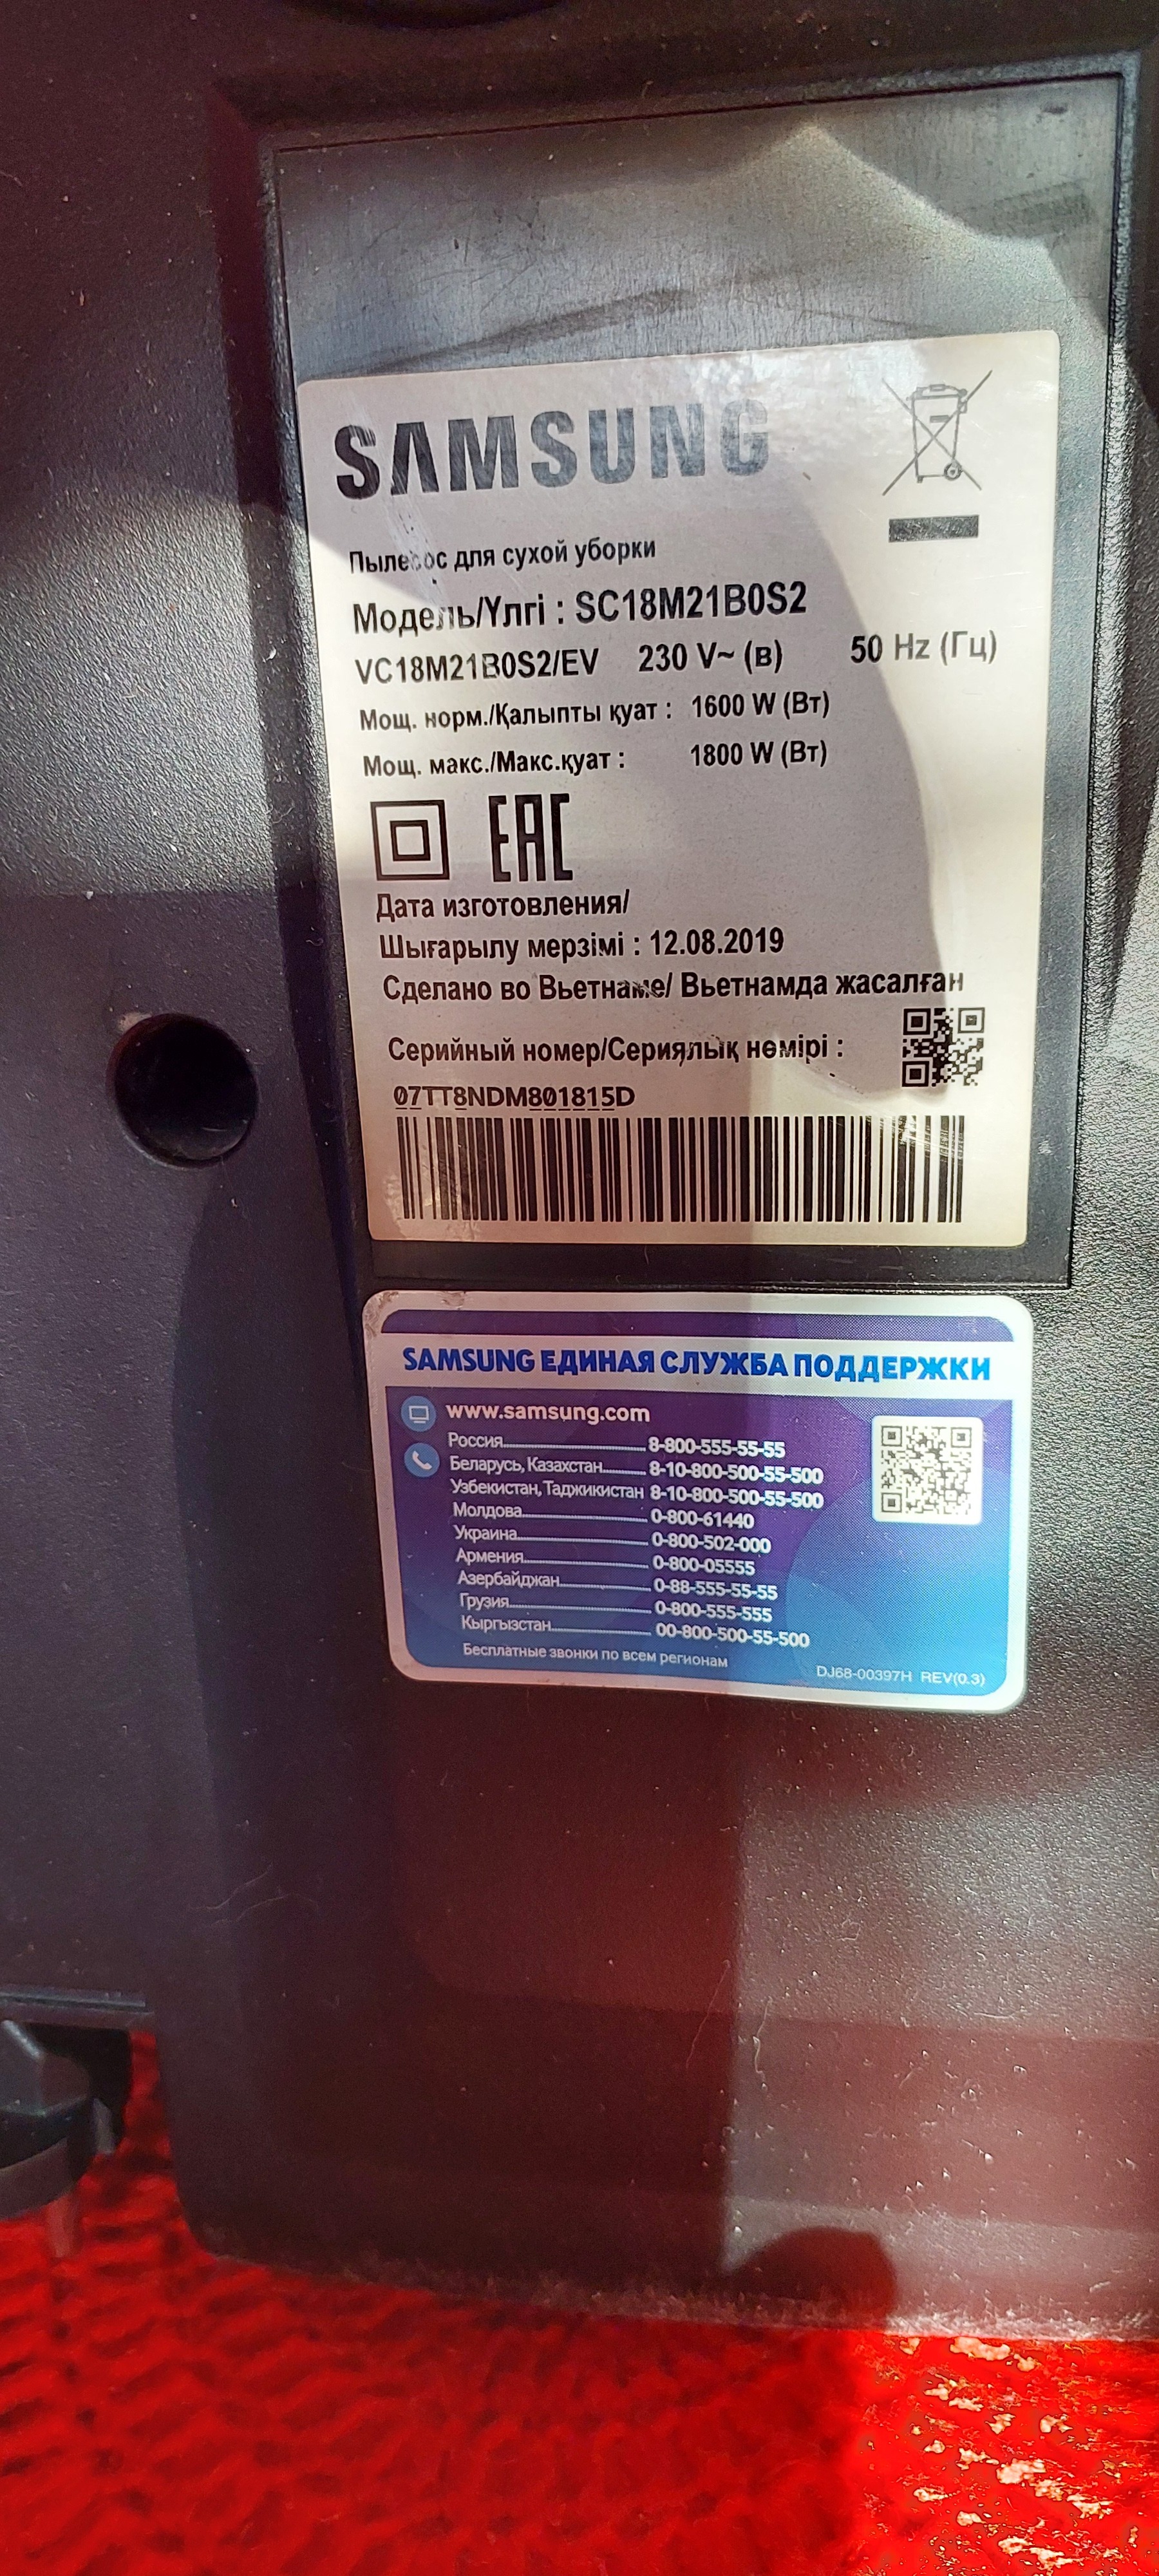 SAMSUNG
Пылесос для сухой уборки
Модель/Үлгі : SC18M21B0S2
VC18M21B0S2/EV 230 V~ (в) 50 Hz (Гц)
Мощ. норм./Қалыпты қуат : 1600 W (Вт)
Мощ. макс./Макс.қуат : 1800 W (Вт)
EAC
Дата изготовления/
Шығарылу мерзімі : 12.08.2019
Сделано во Вьетнаме/ Вьетнамда жасалған
Серийный номер/Сериялық нөмірі :
07TT8NDM801815D
SAMSUNG ЕДИНАЯ СЛУЖБА ПОДДЕРЖКИ
www.samsung.com
Россия 8-800-555-55-55
Беларусь, Казахстан 8-10-800-500-55-500
Узбекистан, Таджикистан 8-10-800-500-55-500
Молдова 0-800-61440
Украина 0-800-502-000
Армения 0-800-05555
Азербайджан 0-88-555-55-55
Грузия 0-800-555-555
Кыргызстан 00-800-500-55-500
Бесплатные звонки по всем регионам
DJ68-00397H REV(0.3)